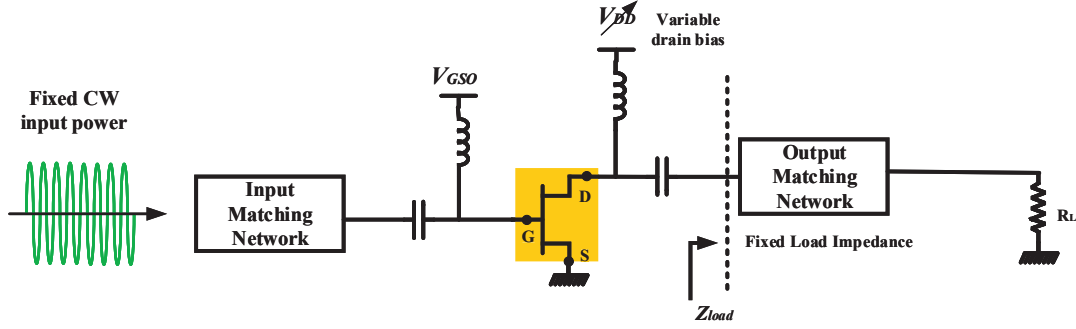 Fixed CW
input power
Input
Matching
Network
VGSO
G
D
S
VDD
Variable
drain bias
Zload
Fixed Load Impedance
Output
Matching
Network
RL